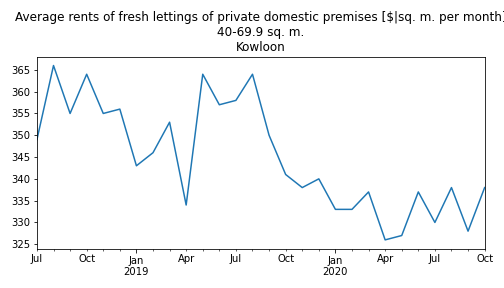 Average rents of fresh lettings of private domestic premises [$|sq. m. per month]
40-69.9 sq. m.
Kowloon
365
360
355
350
345
340
335
330
325
Jul Oct Jan Apr Jul Oct Jan Apr Jul Oct
2019 2020